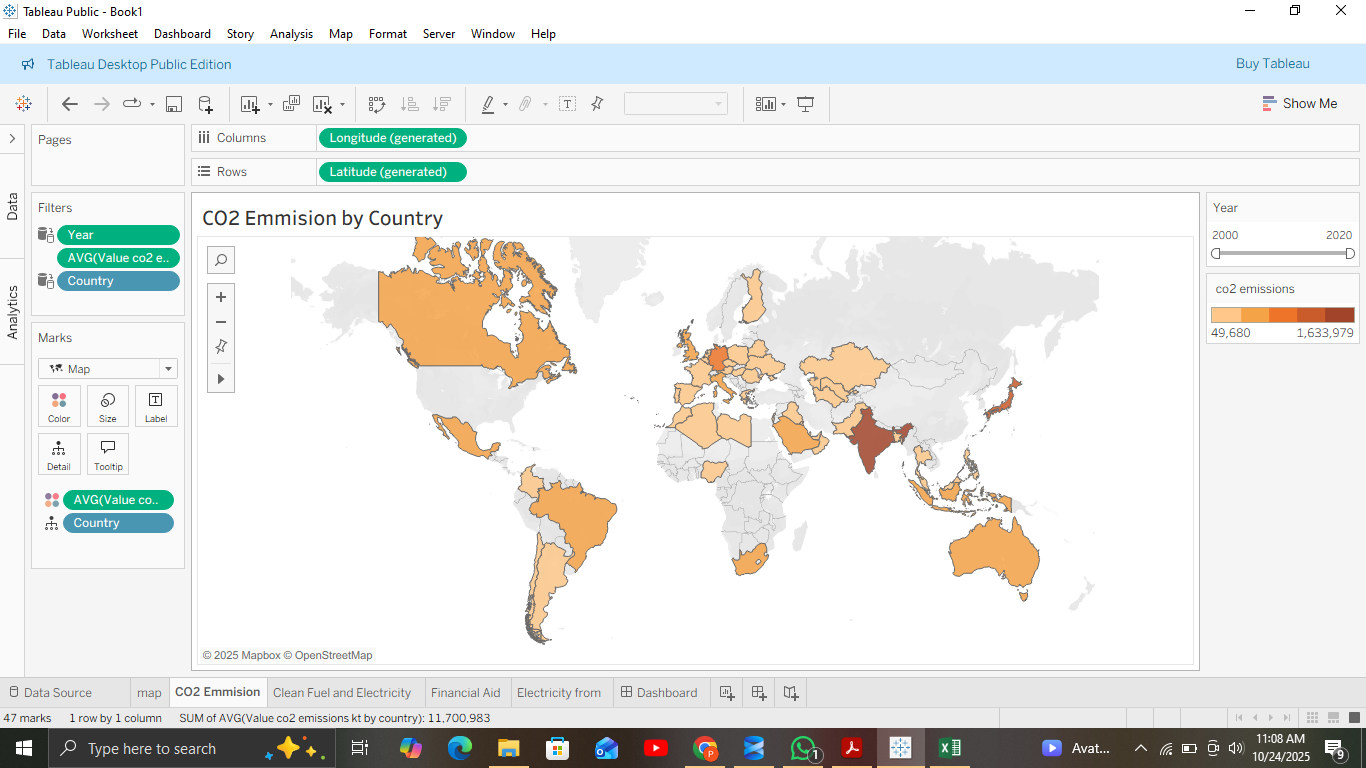 Tableau Public - Book1
File Data Worksheet Dashboard Story Analysis Map Format Server Window Help
Tableau Desktop Public Edition
Buy Tableau
Show Me
Pages
Columns
Longitude (generated)
Rows
Latitude (generated)
Data
Analytics
Filters
Year
AVG(Value co2 e..
Country
Marks
Map
Color
Size
Label
Detail
Tooltip
AVG(Value co..
Country
CO2 Emmision by Country
© 2025 Mapbox © OpenStreetMap
Year
2000 2020
co2 emissions
49,680 1,633,979
Data Source map CO2 Emmision Clean Fuel and Electricity Financial Aid Electricity from Dashboard
47 marks 1 row by 1 column SUM of AVG(Value co2 emissions kt by country): 11,700,983
Type here to search
1
Avat...
11:08 AM
10/24/2025
9